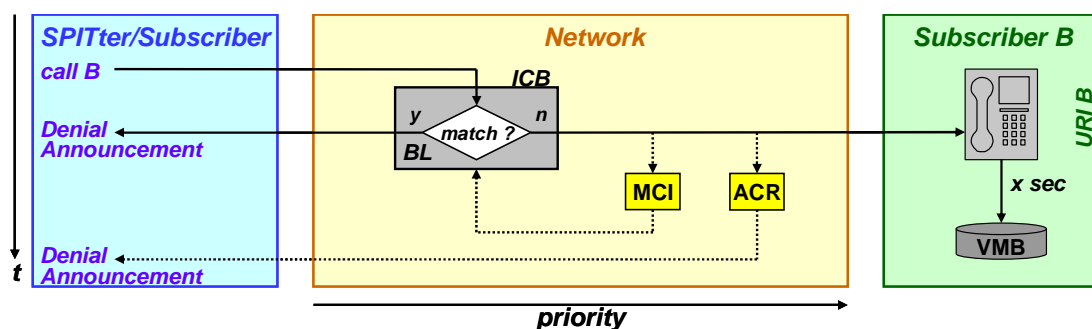 SPITter/Subscriber
Network
Subscriber B
call B
ICB
y
n
match ?
BL
Denial
Announcement
URI B
MCI
ACR
x sec
VMB
Denial
Announcement
t
priority